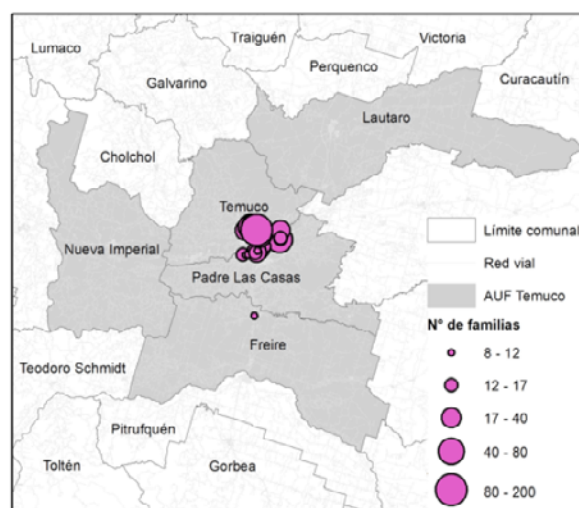 Lumaco
Traiguén
Victoria
Galvarino
Perquenco
Curacautín
Lautaro
Cholchol
Temuco
Nueva Imperial
Padre Las Casas
Freire
Teodoro Schmidt
Pitrufquén
Toltén
Gorbea
Límite comunal
Red vial
AUF Temuco
N° de familias
8 - 12
12 - 17
17 - 40
40 - 80
80 - 200